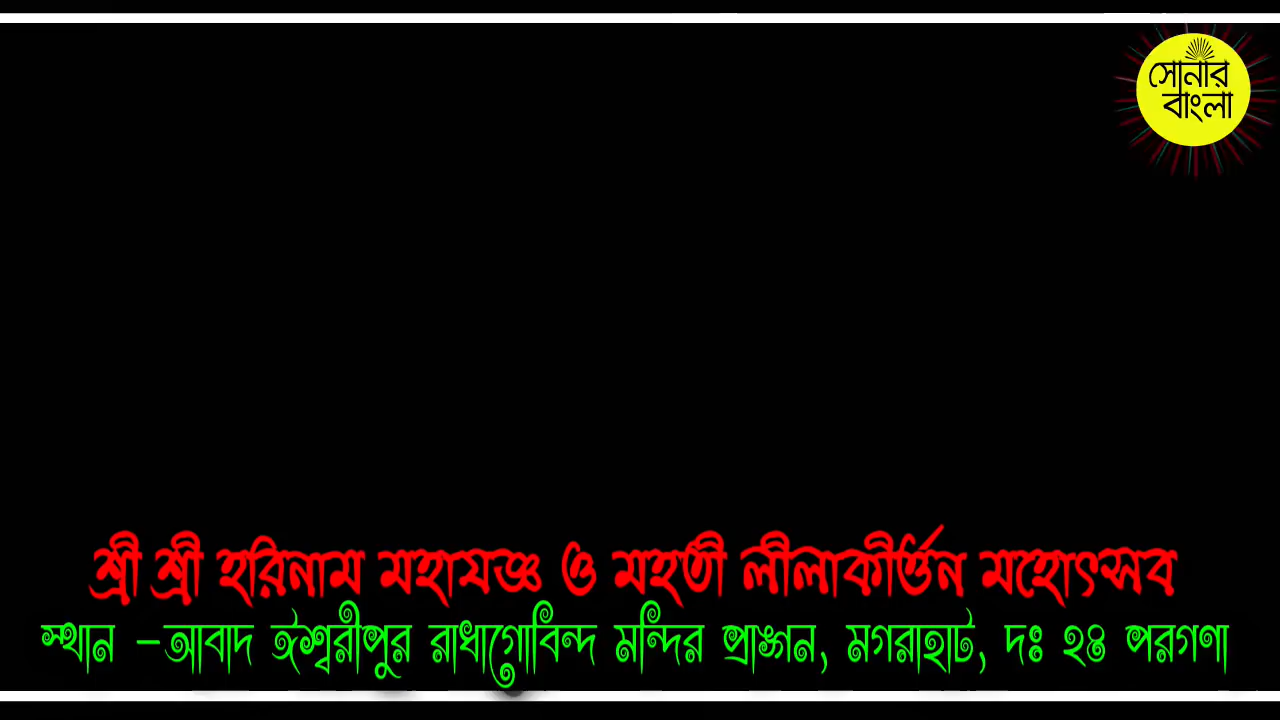 সোনার
বাংলা
শ্রী শ্রী হরিনাম মহাযজ্ঞ ও মহতী লীলাকীর্ত্তন মহোৎসব
স্থান -আবাদ ঈশ্বরীপুর রাধাগোবিন্দ মন্দির প্রাঙ্গন, মগরাহাট, দঃ ২৪ পরগণা